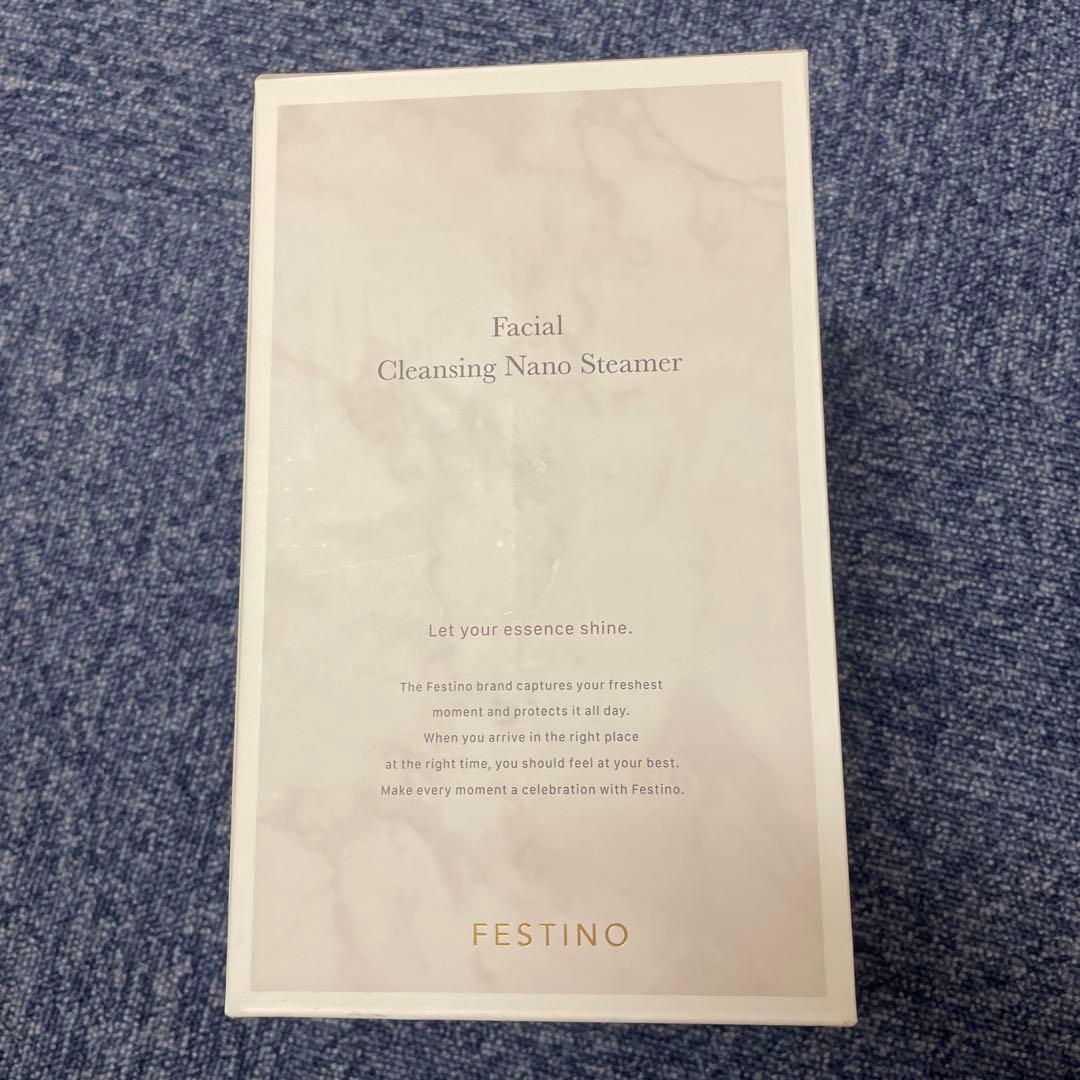 Facial
Cleansing Nano Steamer
Let your essence shine.
The Festino brand captures your freshest
moment and protects it all day.
When you arrive in the right place
at the right time, you should feel at your best.
Make every moment a celebration with Festino.
FESTINO